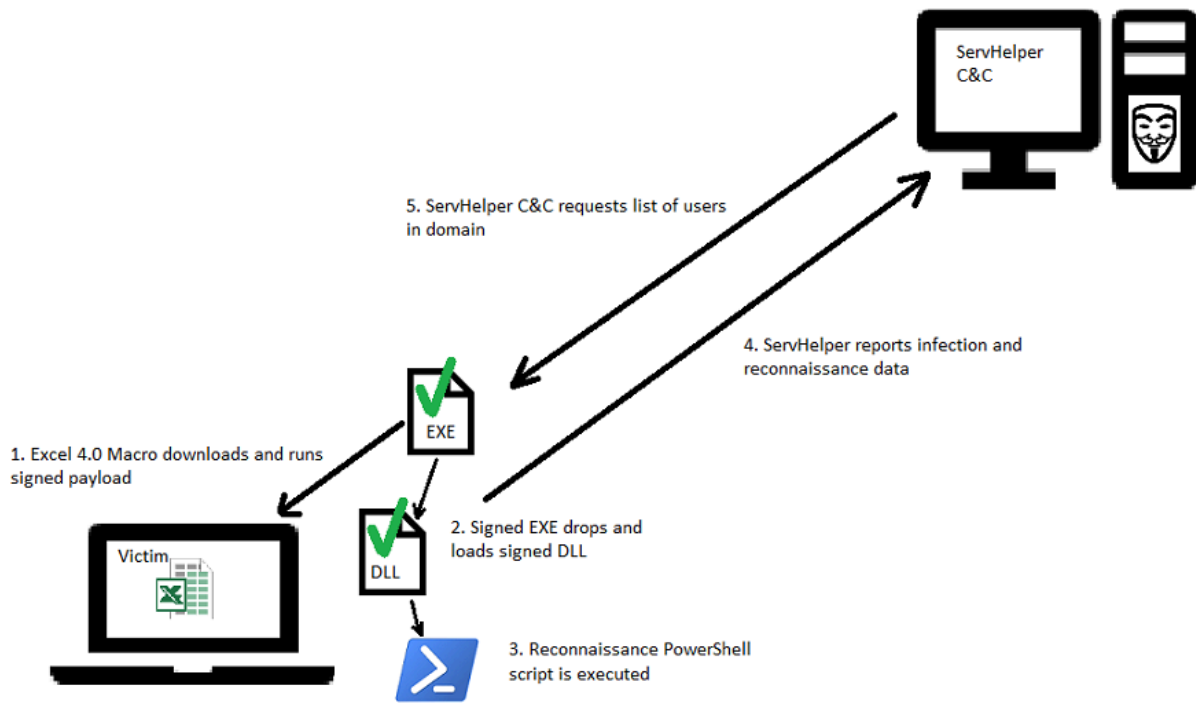 ServHelper
C&C
5. ServHelper C&C requests list of users
in domain
4. ServHelper reports infection and
reconnaissance data
EXE
1. Excel 4.0 Macro downloads and runs
signed payload
2. Signed EXE drops and
loads signed DLL
Victim
DLL
3. Reconnaissance PowerShell
script is executed